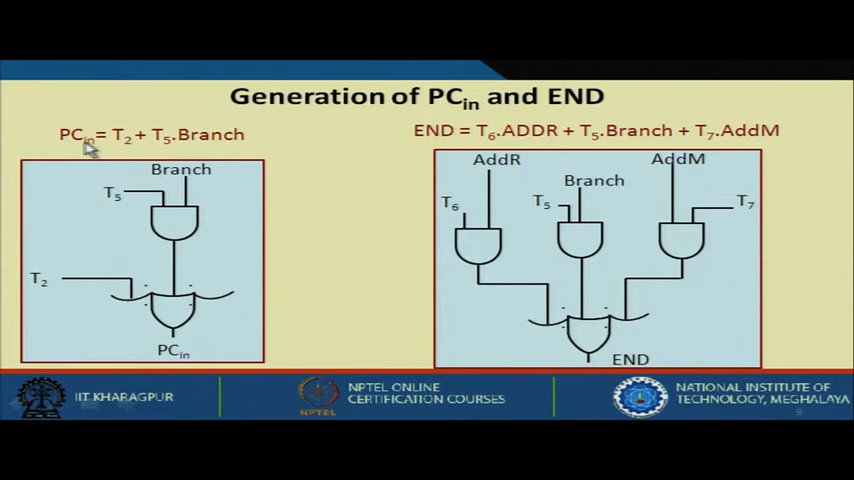 Generation of PCin and END
PCin= T2 + T5.Branch
END = T6.ADDR + T5.Branch + T7.AddM
Branch
T5
T2
PCin
AddR
AddM
Branch
T6
T5
T7
END
IIT KHARAGPUR
NPTEL
NPTEL ONLINE
CERTIFICATION COURSES
NATIONAL INSTITUTE OF
TECHNOLOGY, MEGHALAYA
9